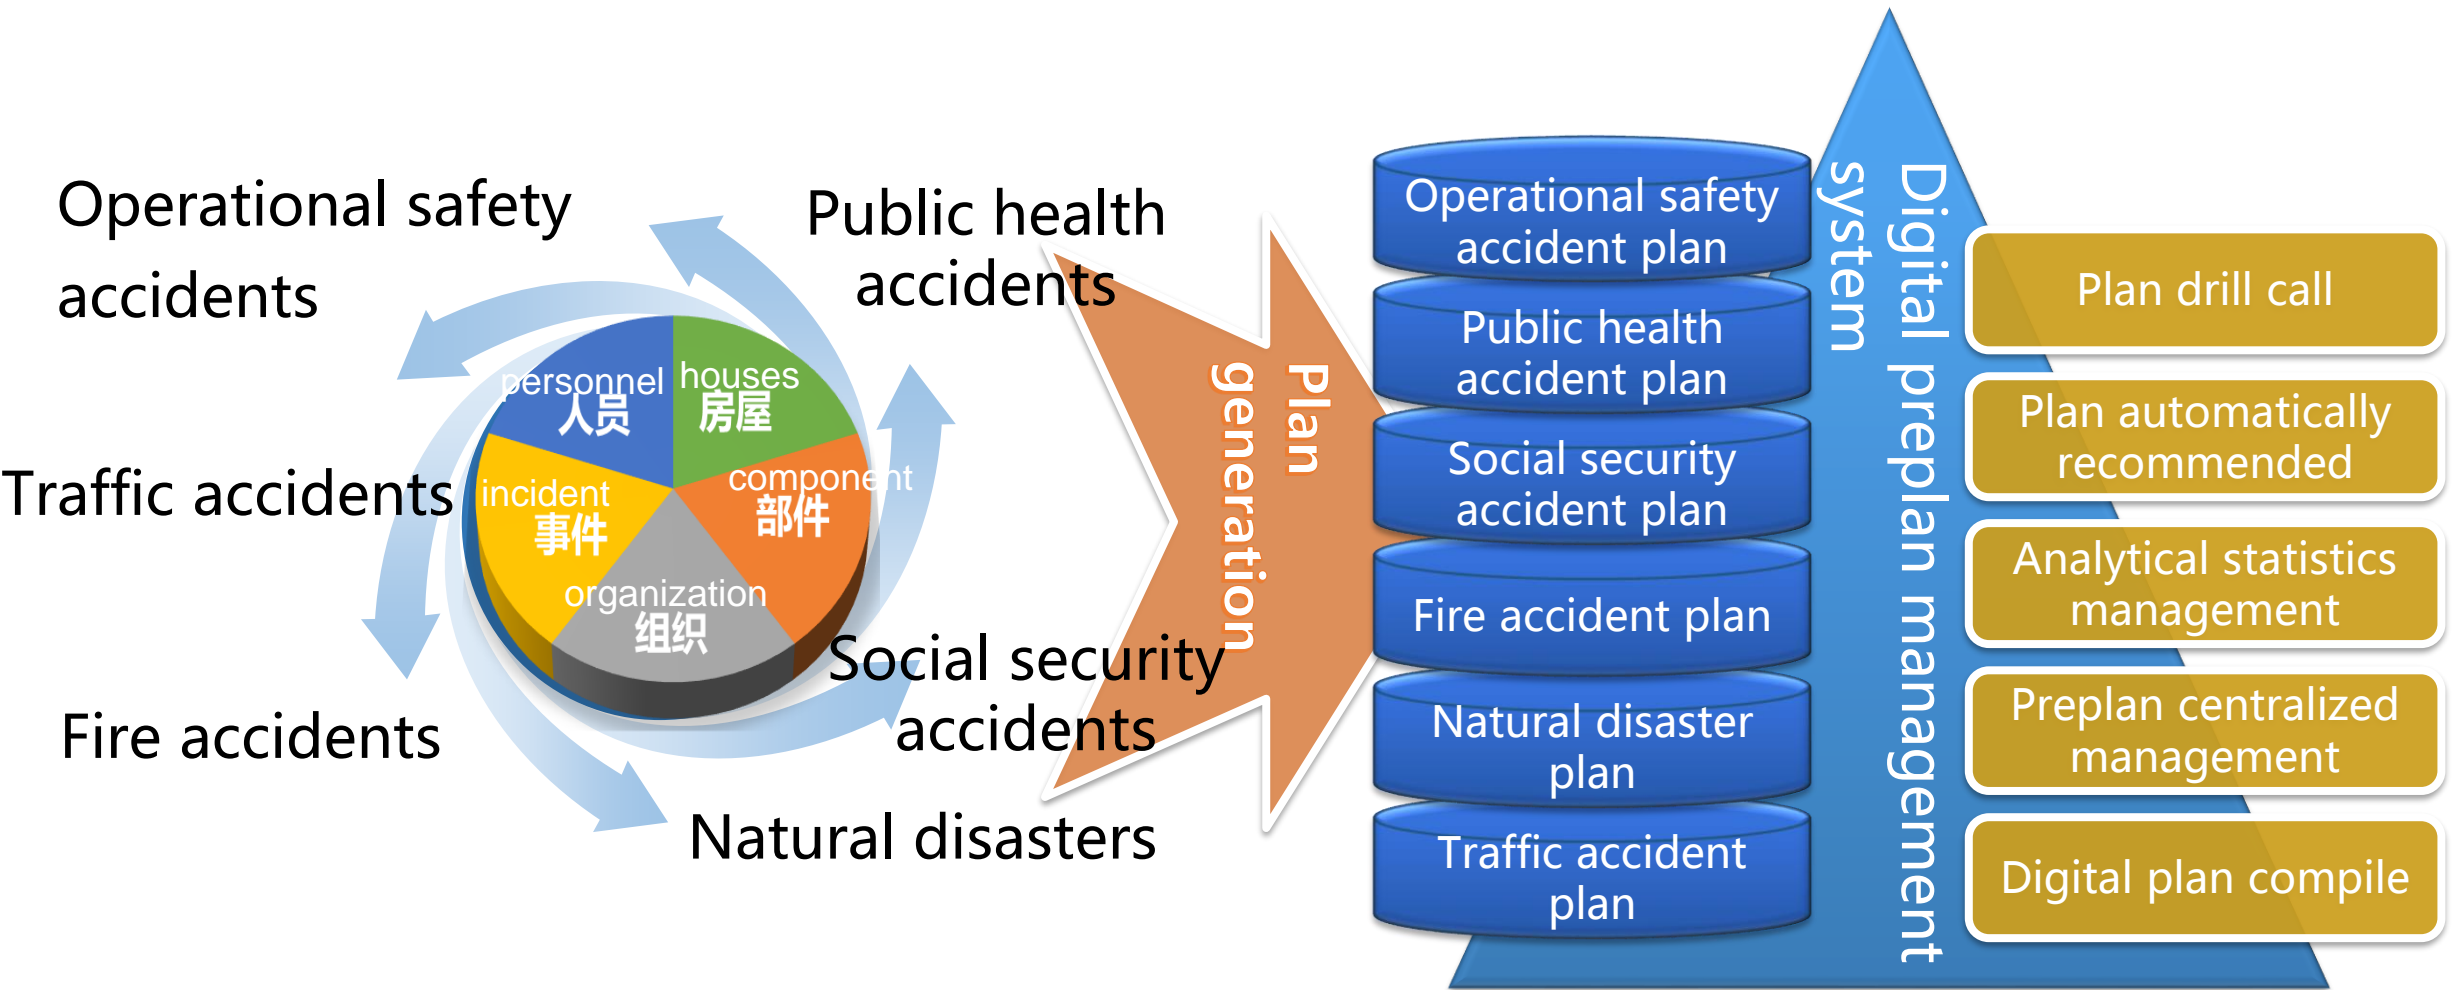 Operational safety
accidents
Public health
accidents
Traffic accidents
personnel
人员
houses
房屋
incident
事件
component
部件
organization
组织
Fire accidents
Social security
accidents
Natural disasters
Plan
generation
Operational safety
accident plan
Public health
accident plan
Social security
accident plan
Fire accident plan
Natural disaster
plan
Traffic accident
plan
Digital preplan management
system
Plan drill call
Plan automatically
recommended
Analytical statistics
management
Preplan centralized
management
Digital plan compile